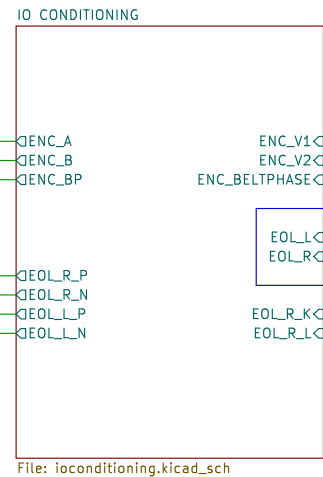 IO CONDITIONING
ENC_A
ENC_B
ENC_BP
EOL_R_P
EOL_R_N
EOL_L_P
EOL_L_N
ENC_V1
ENC_V2
ENC_BELTPHASE
EOL_L
EOL_R
EOL_R_K
EOL_R_L
File: ioconditioning.kicad_sch